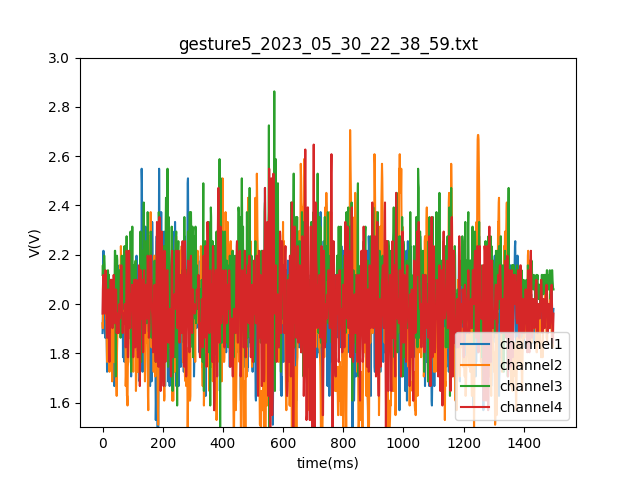 gesture5_2023_05_30_22_38_59.txt
3.0
2.8
2.6
2.4
2.2
2.0
1.8
1.6
V(V)
0 200 400 600 800 1000 1200 1400
time(ms)
channel1
channel2
channel3
channel4